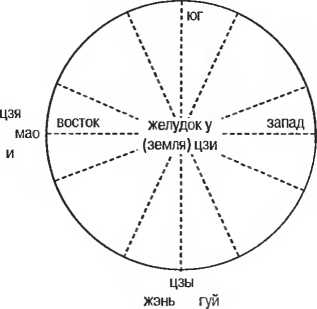 юг
цзя
мао
и
восток
желудок у
(земля) цзи
запад
цзы
жэнь гуй